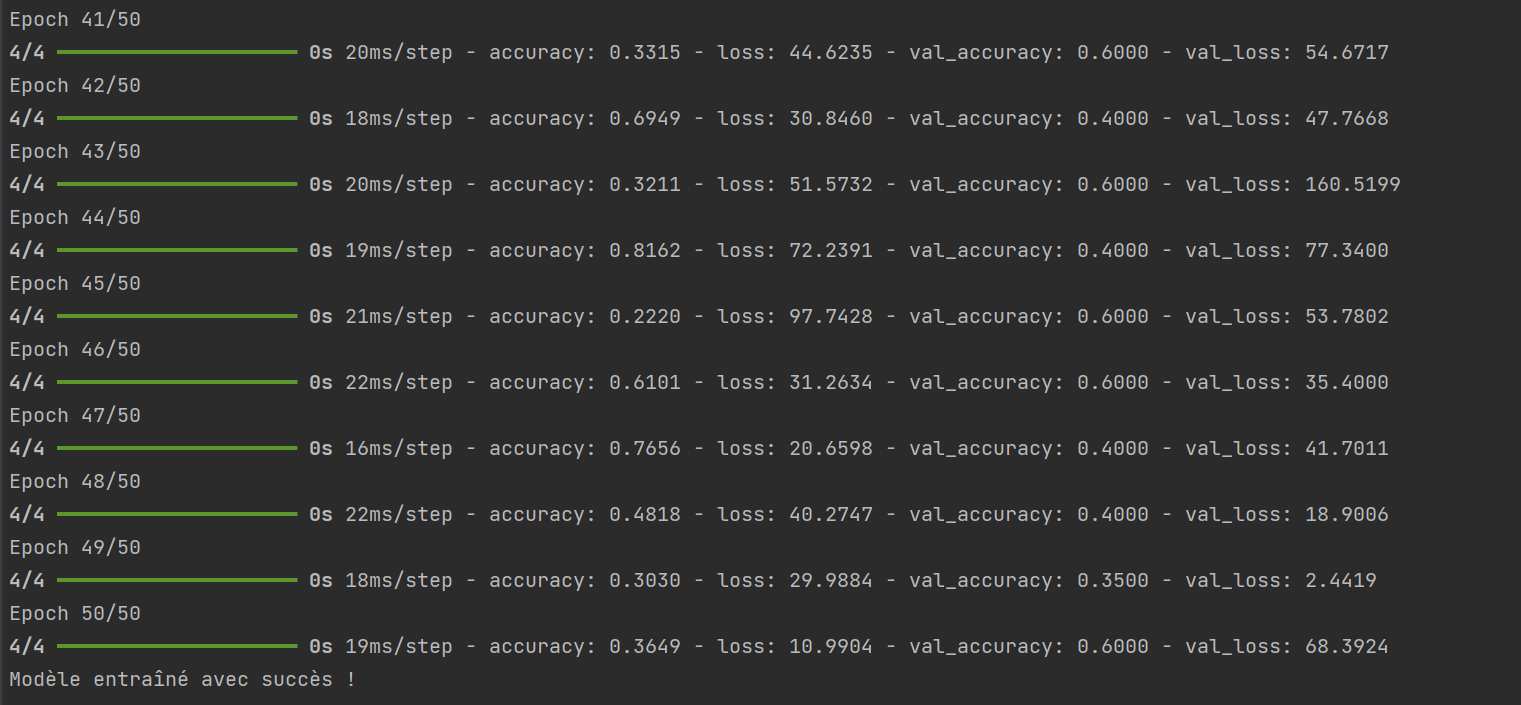 Epoch 41/50
4/4 ━━━━━━━━━━━━━━━━━━━━ 0s 20ms/step - accuracy: 0.3315 - loss: 44.6235 - val_accuracy: 0.6000 - val_loss: 54.6717
Epoch 42/50
4/4 ━━━━━━━━━━━━━━━━━━━━ 0s 18ms/step - accuracy: 0.6949 - loss: 30.8460 - val_accuracy: 0.4000 - val_loss: 47.7668
Epoch 43/50
4/4 ━━━━━━━━━━━━━━━━━━━━ 0s 20ms/step - accuracy: 0.3211 - loss: 51.5732 - val_accuracy: 0.6000 - val_loss: 160.5199
Epoch 44/50
4/4 ━━━━━━━━━━━━━━━━━━━━ 0s 19ms/step - accuracy: 0.8162 - loss: 72.2391 - val_accuracy: 0.4000 - val_loss: 77.3400
Epoch 45/50
4/4 ━━━━━━━━━━━━━━━━━━━━ 0s 21ms/step - accuracy: 0.2220 - loss: 97.7428 - val_accuracy: 0.6000 - val_loss: 53.7802
Epoch 46/50
4/4 ━━━━━━━━━━━━━━━━━━━━ 0s 22ms/step - accuracy: 0.6101 - loss: 31.2634 - val_accuracy: 0.6000 - val_loss: 35.4000
Epoch 47/50
4/4 ━━━━━━━━━━━━━━━━━━━━ 0s 16ms/step - accuracy: 0.7656 - loss: 20.6598 - val_accuracy: 0.4000 - val_loss: 41.7011
Epoch 48/50
4/4 ━━━━━━━━━━━━━━━━━━━━ 0s 22ms/step - accuracy: 0.4818 - loss: 40.2747 - val_accuracy: 0.4000 - val_loss: 18.9006
Epoch 49/50
4/4 ━━━━━━━━━━━━━━━━━━━━ 0s 18ms/step - accuracy: 0.3030 - loss: 29.9884 - val_accuracy: 0.3500 - val_loss: 2.4419
Epoch 50/50
4/4 ━━━━━━━━━━━━━━━━━━━━ 0s 19ms/step - accuracy: 0.3649 - loss: 10.9904 - val_accuracy: 0.6000 - val_loss: 68.3924
Modèle entraîné avec succès !